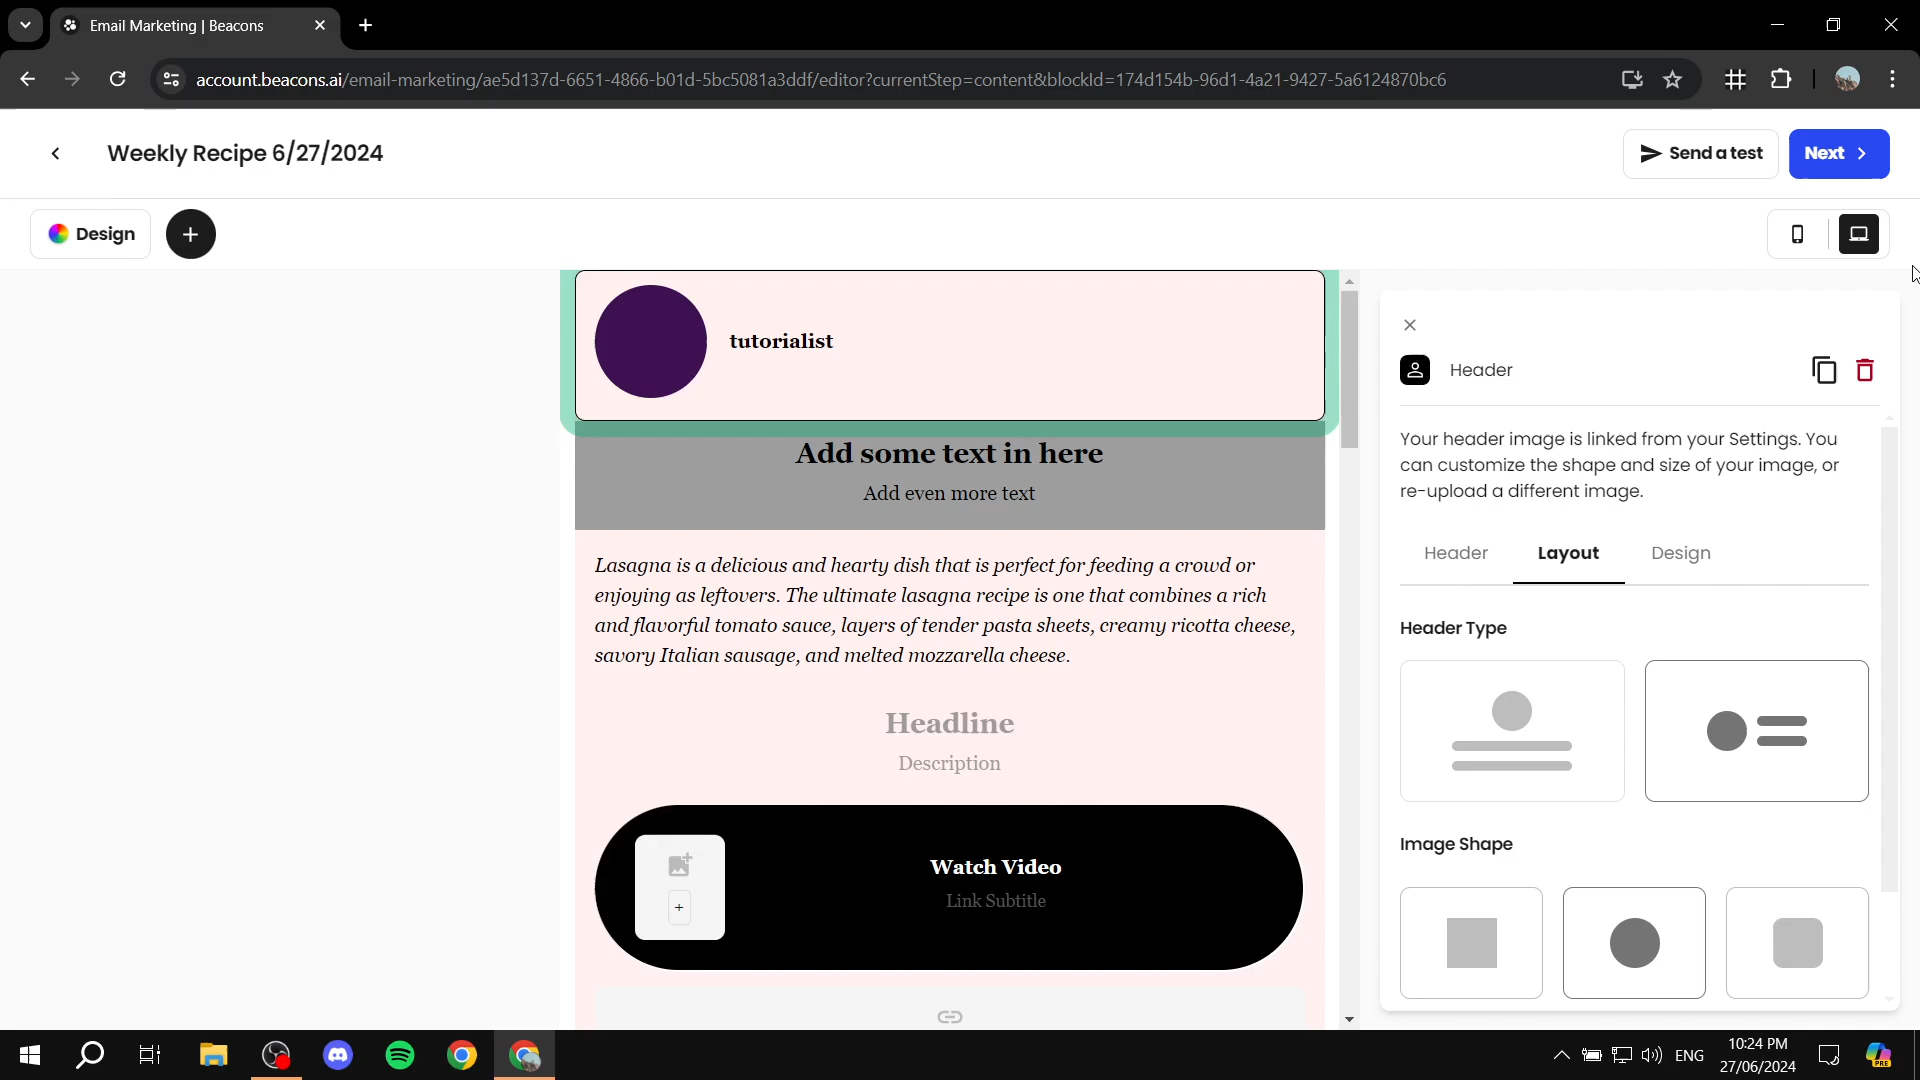 Email Marketing | Beacons
account.beacons.ai/email-marketing/ae5d137d-6651-4866-b01d-5bc5081a3ddf/editor?currentStep=content&blockId=174d154b-96d1-4a21-9427-5a6124870bc6
Weekly Recipe 6/27/2024
Send a test
Next
Design
tutorialist
Add some text in here
Add even more text
Lasagna is a delicious and hearty dish that is perfect for feeding a crowd or
enjoying as leftovers. The ultimate lasagna recipe is one that combines a rich
and flavorful tomato sauce, layers of tender pasta sheets, creamy ricotta cheese,
savory Italian sausage, and melted mozzarella cheese.
Headline
Description
Watch Video
Link Subtitle
Header
Your header image is linked from your Settings. You
can customize the shape and size of your image, or
re-upload a different image.
Header Layout Design
Header Type
Image Shape
ENG
10:24 PM
27/06/2024
PRE